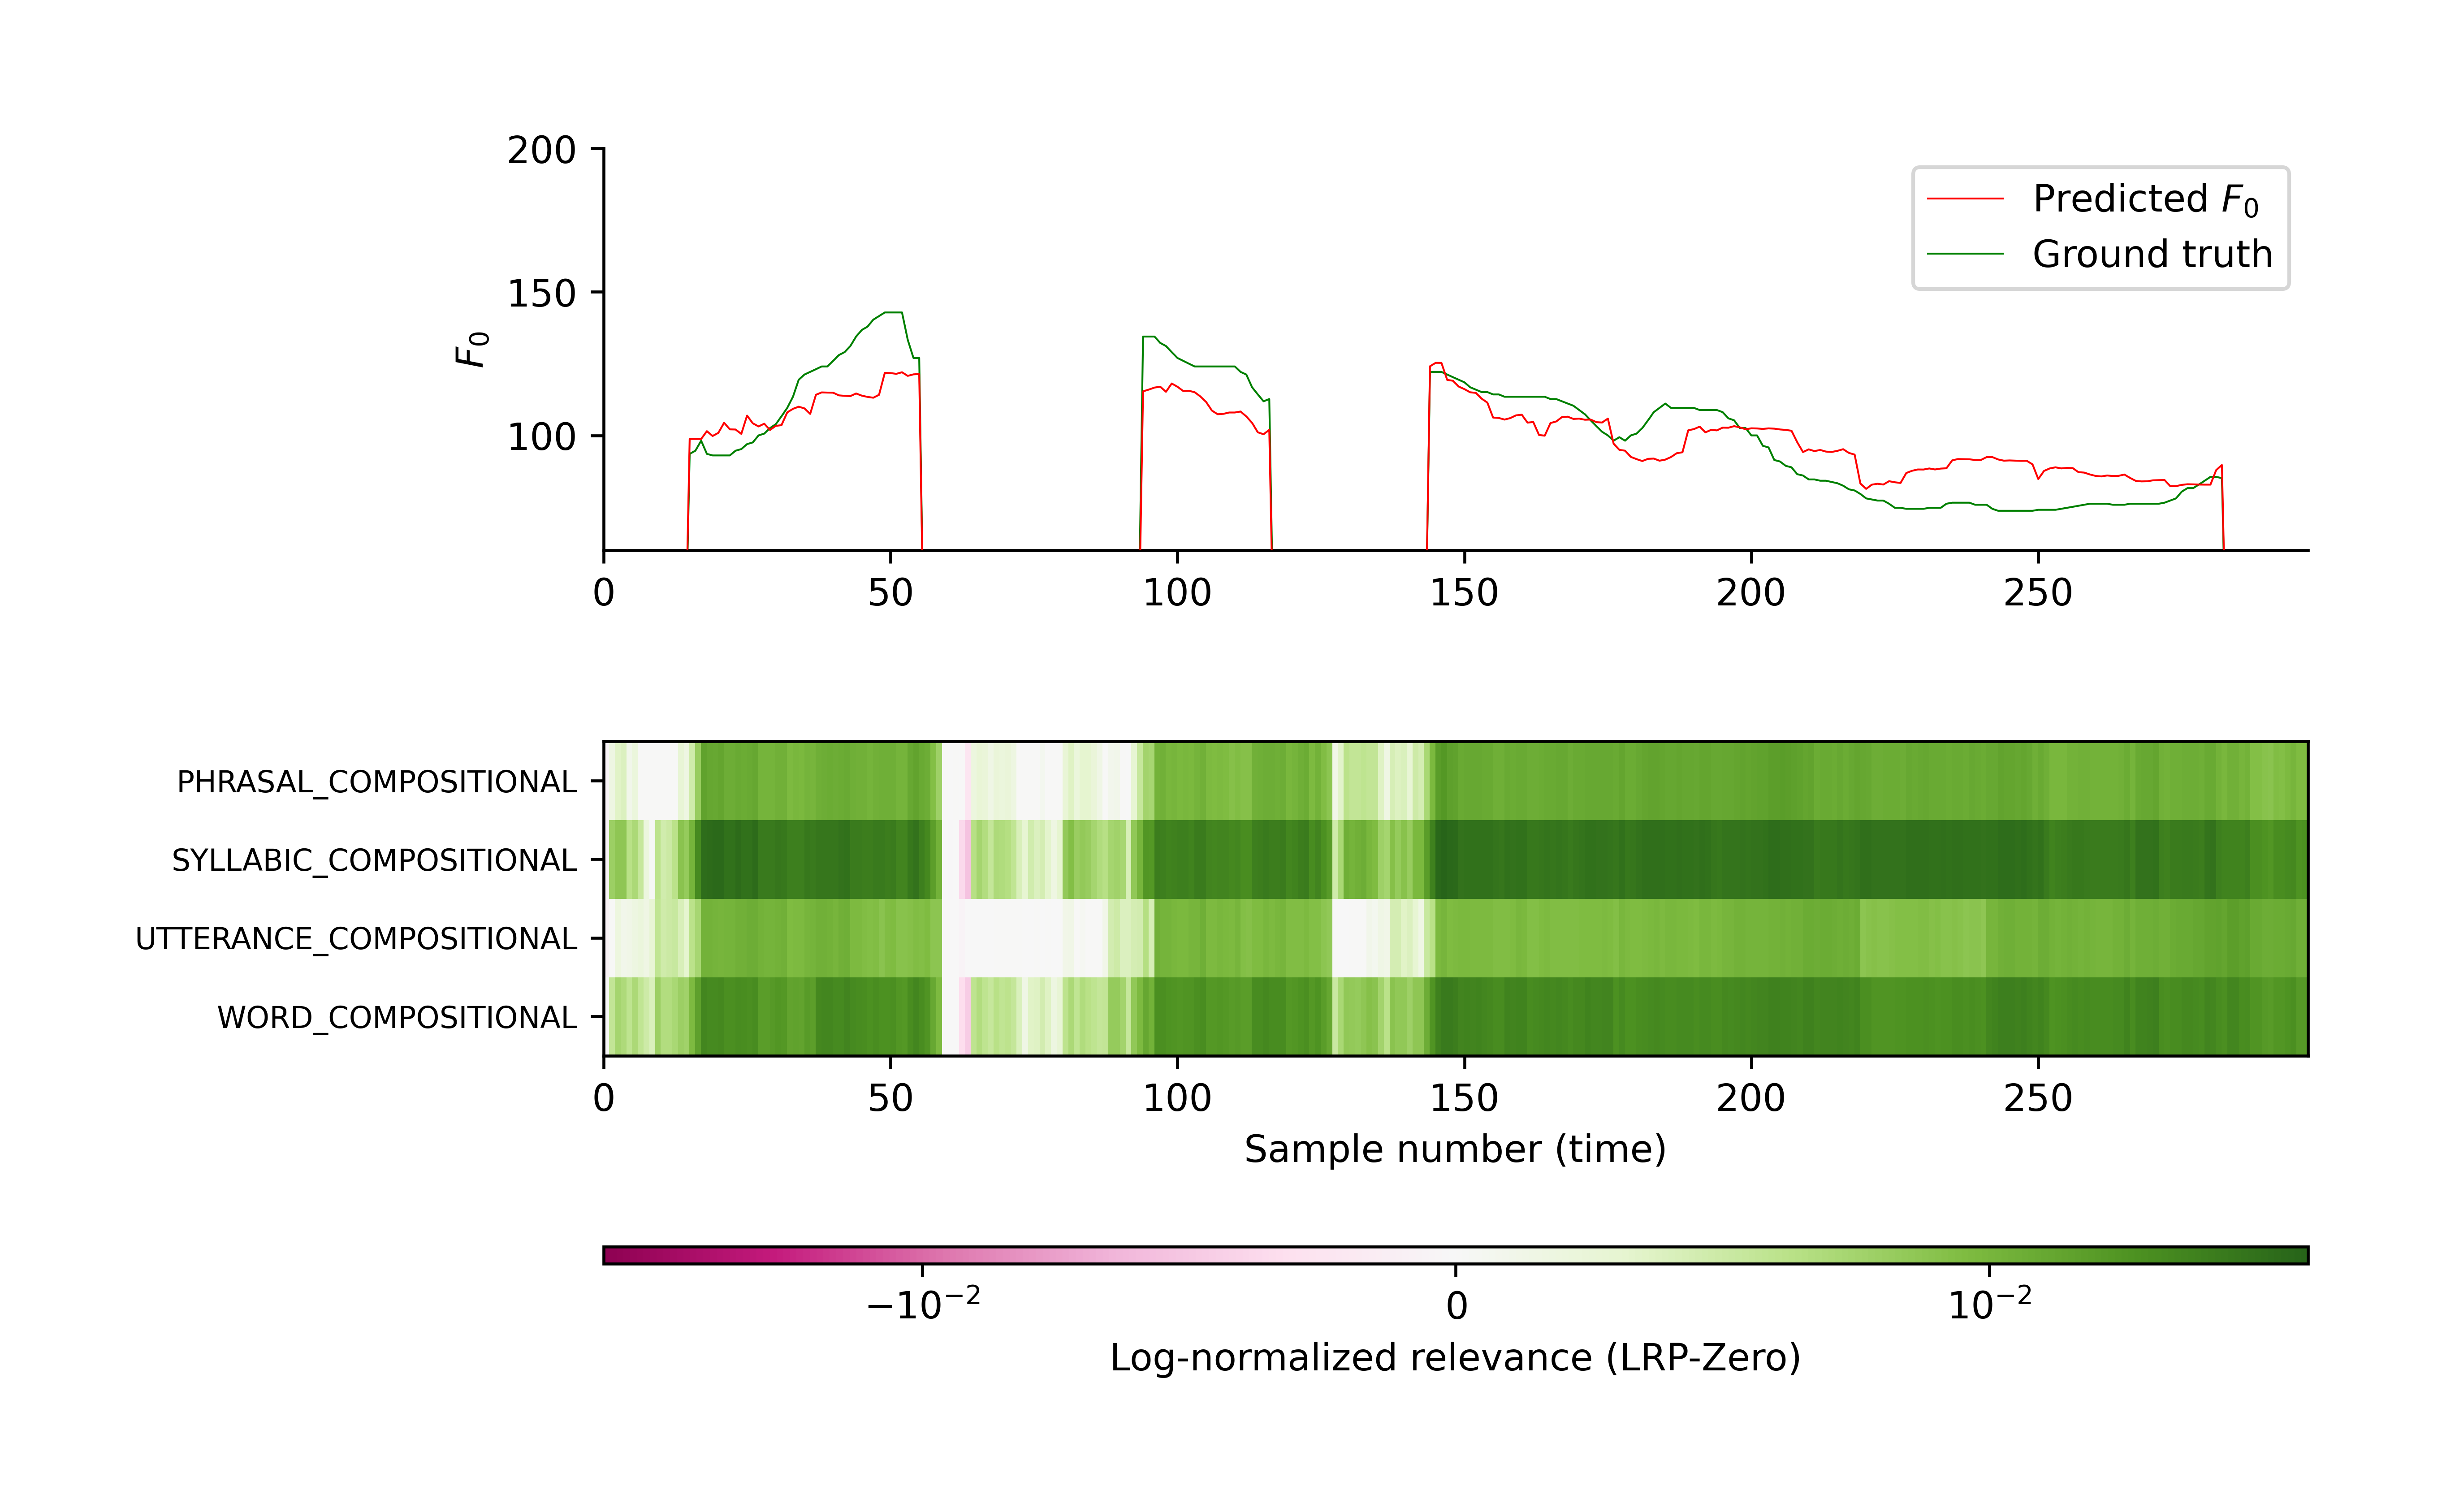 200
150
100
F₀
Predicted F₀
Ground truth
0 50 100 150 200 250
PHRASAL_COMPOSITIONAL
SYLLABIC_COMPOSITIONAL
UTTERANCE_COMPOSITIONAL
WORD_COMPOSITIONAL
0 50 100 150 200 250
Sample number (time)
−10⁻² 0 10⁻²
Log-normalized relevance (LRP-Zero)